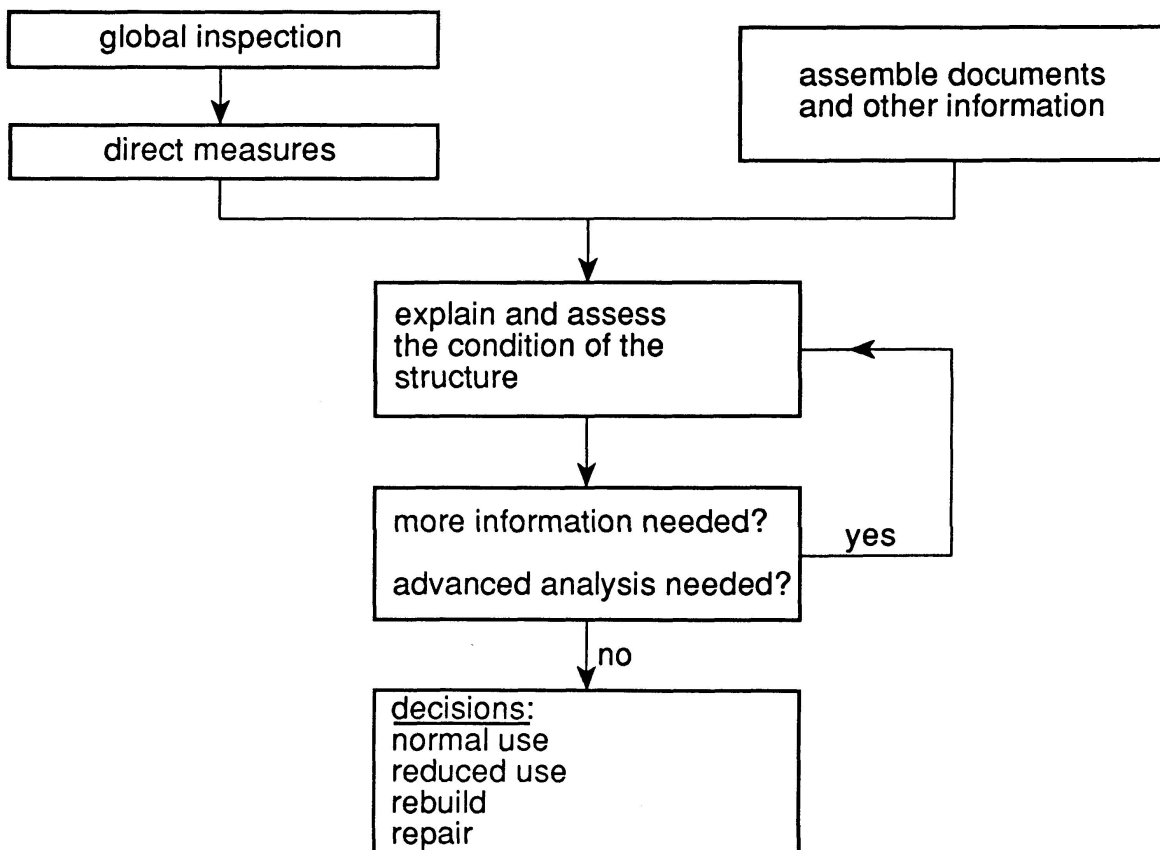 global inspection
direct measures
assemble documents
and other information
explain and assess
the condition of the
structure
more information needed?
advanced analysis needed?
yes
no
decisions:
normal use
reduced use
rebuild
repair